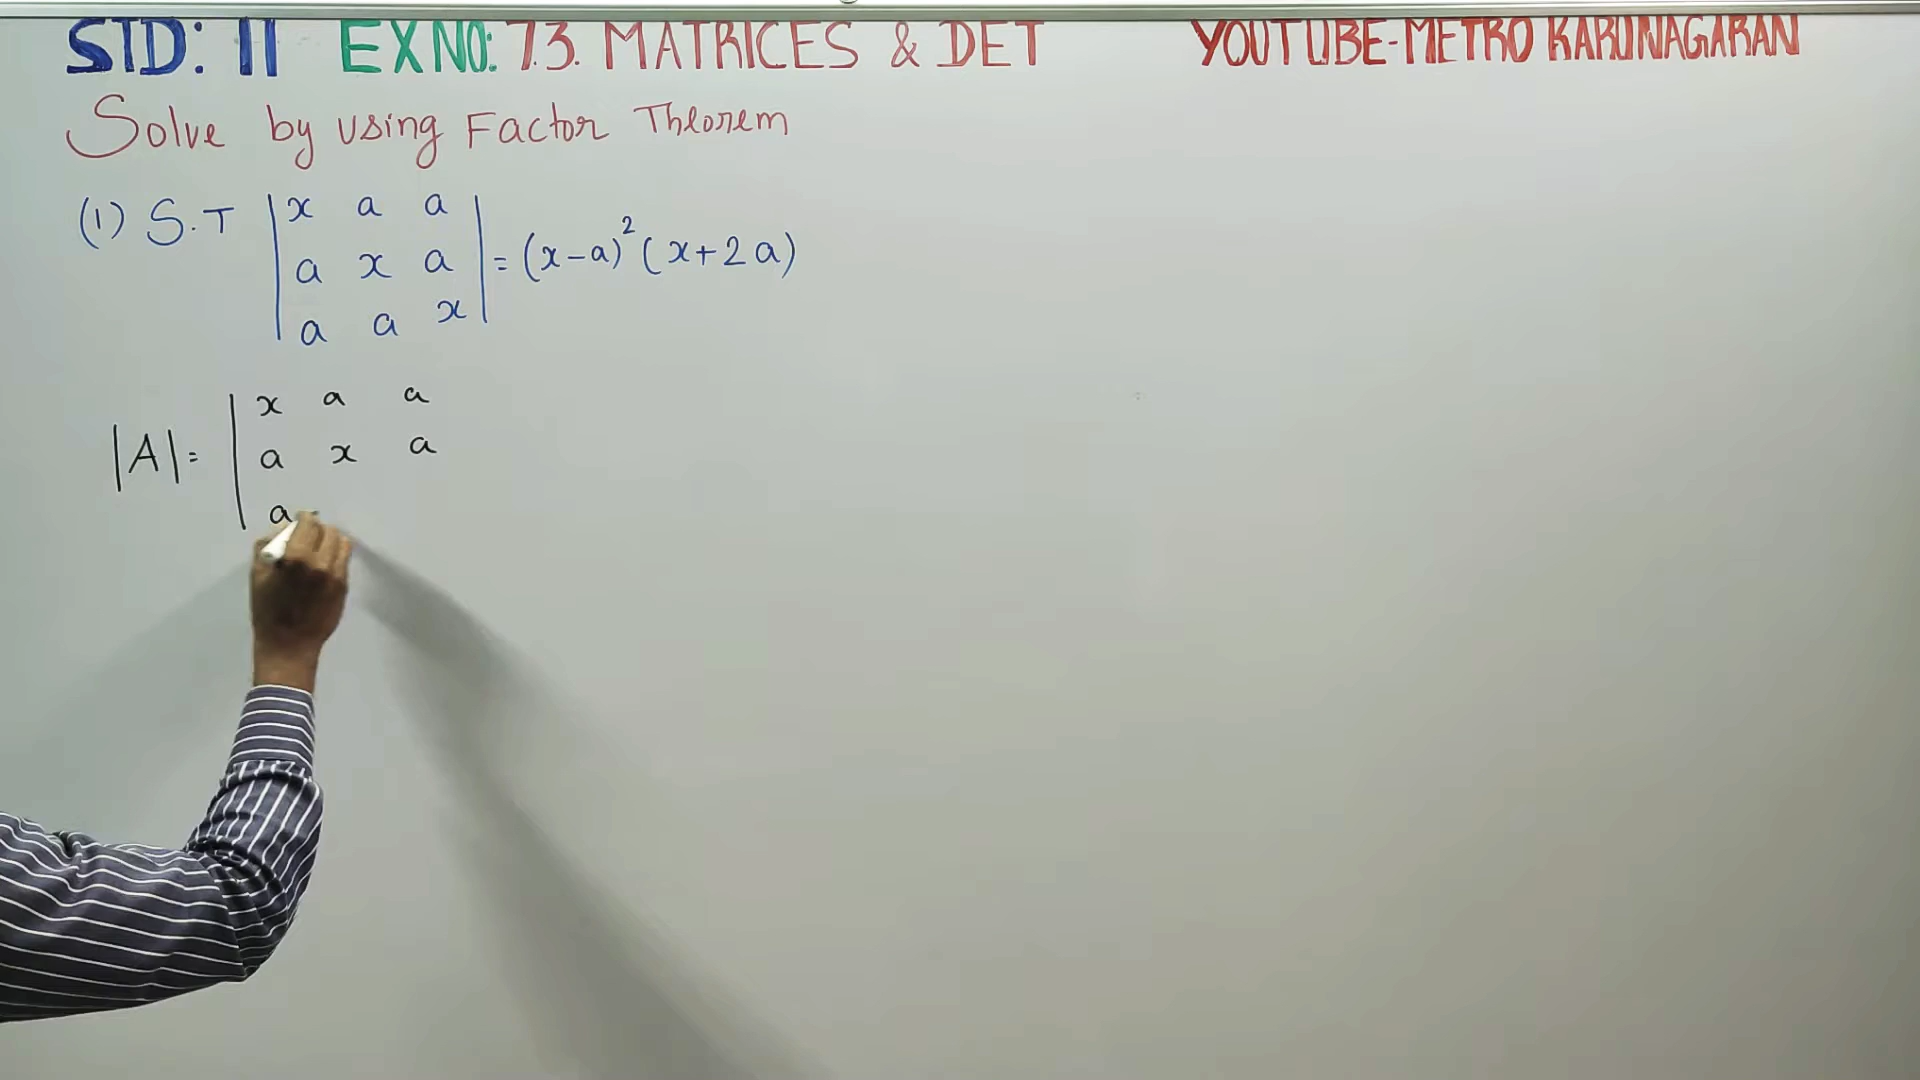 STD: 11 EX NO: 7.3. MATRICES & DET YOUTUBE-METRO KARUNAGARAN
Solve by using Factor Theorem
(1) S.T | x a a |
| a x a | = (x-a)² (x+2a)
| a a x |
|A| = | x a a
| a x a
| a